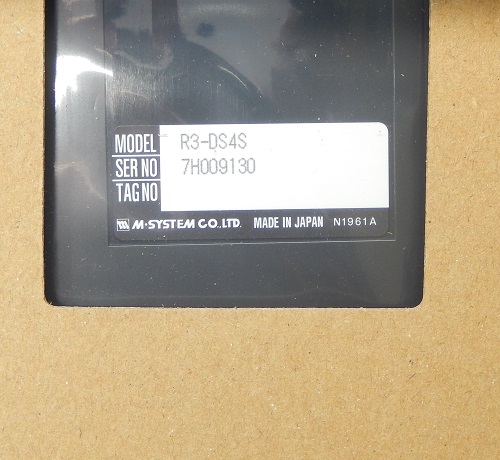 MODEL R3-DS4S
SER NO 7H009130
TAG NO
M-SYSTEM CO.,LTD. MADE IN JAPAN N1961A